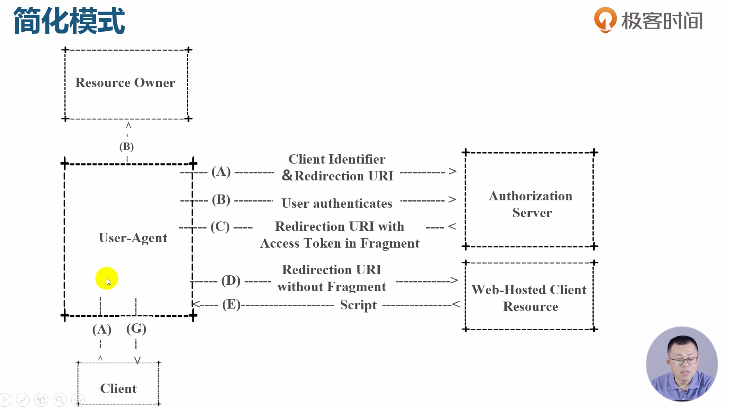 简化模式
极客时间
Resource Owner
(B)
Client Identifier
(A)
&Redirection URI
(B)
User authenticates
Authorization
Server
(C)
Redirection URI with
Access Token in Fragment
User-Agent
(D)
Redirection URI
without Fragment
(E)
Script
Web-Hosted Client
Resource
(A)
(G)
Client